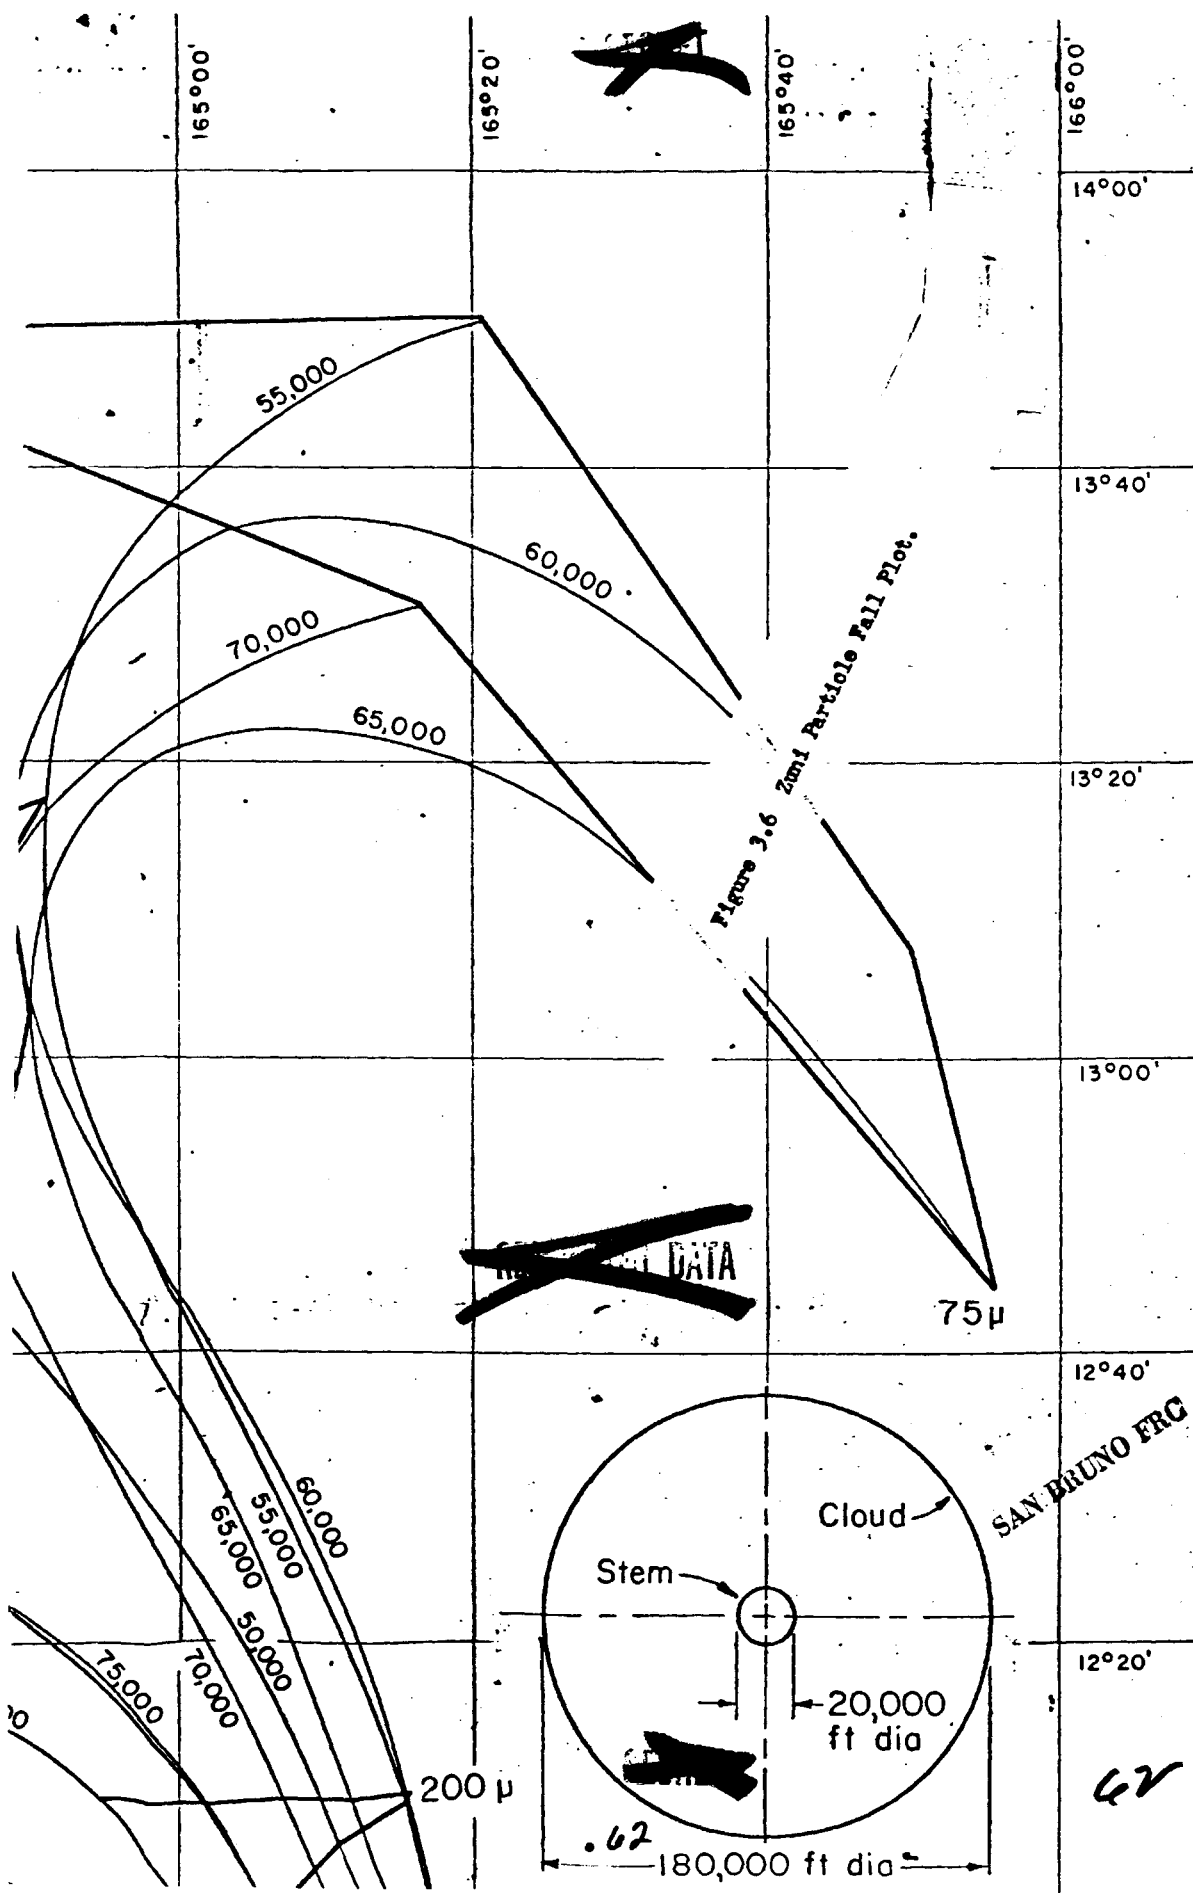 165°00'
165°20'
165°40'
166°00'
14°00'
55,000
13°40'
60,000
70,000
65,000
Figure 3.6 Zuni Particle Fall Plot.
13°20'
13°00'
DATA
75μ
12°40'
SAN BRUNO FRC
Cloud
Stem
60,000
55,000
65,000
50,000
70,000
75,000
12°20'
20,000
ft dia
200 μ
62
.62
180,000 ft dia